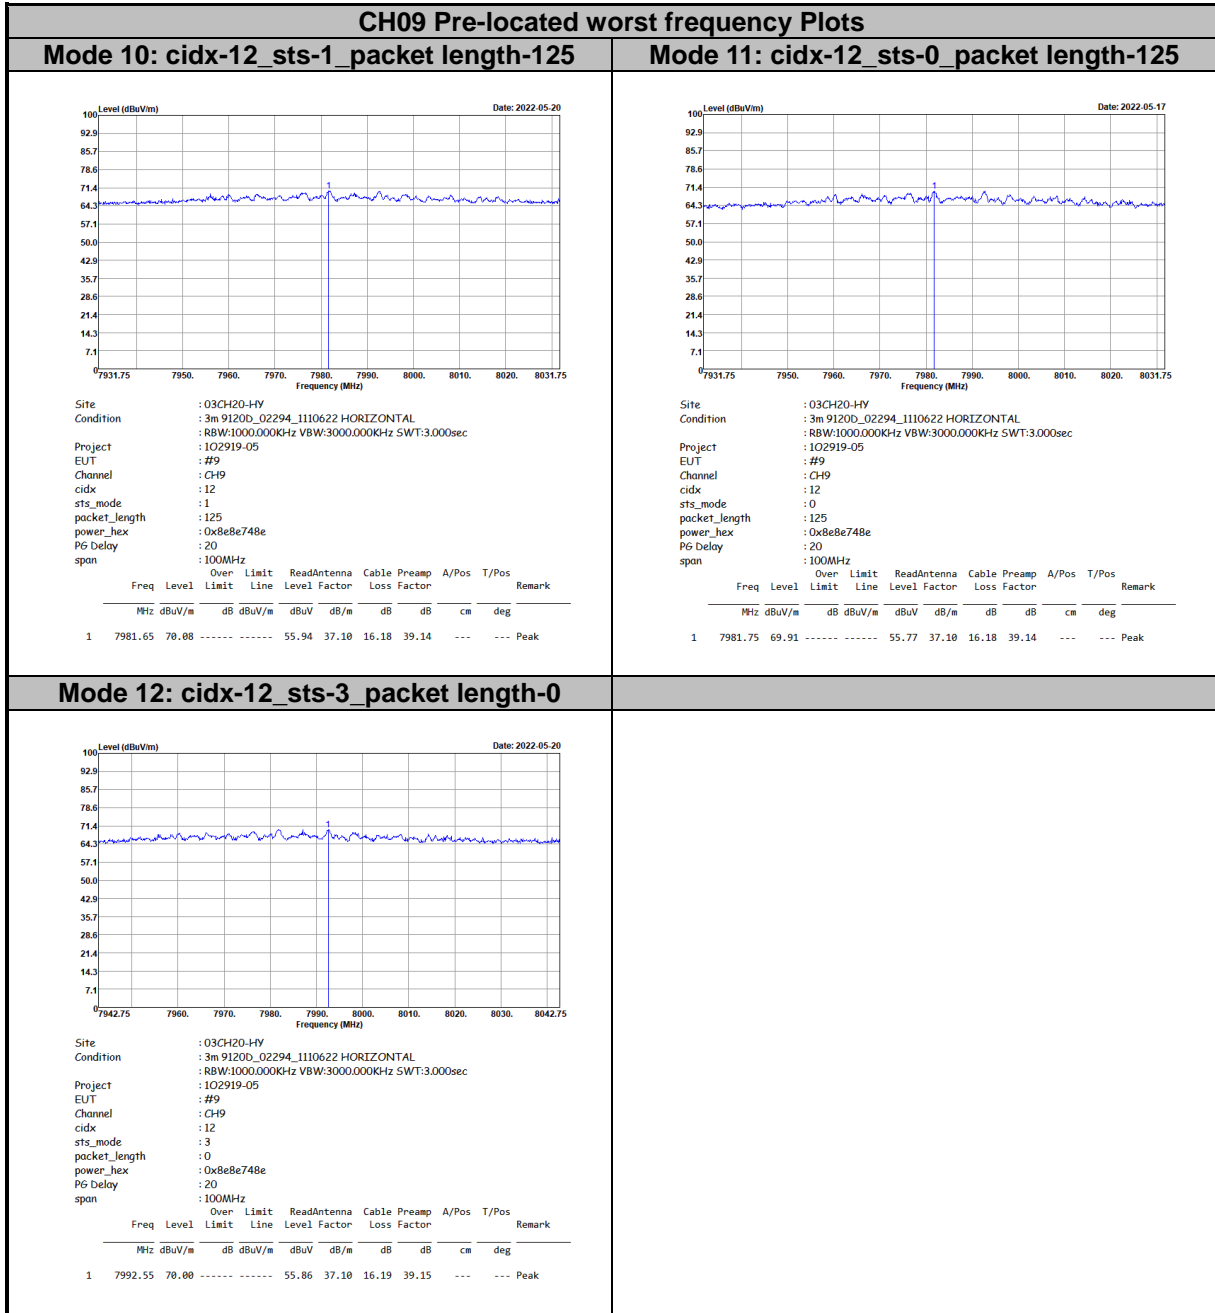 CH09 Pre-located worst frequency Plots
Mode 10: cidx-12_sts-1_packet length-125
Mode 11: cidx-12_sts-0_packet length-125
Level (dBuV/m) Date: 2022-05-20
100
92.9
85.7
78.6
71.4
64.3
57.1
50.0
42.9
35.7
28.6
21.4
14.3
7.1
0
1
7931.75 7950. 7960. 7970. 7980. 7990. 8000. 8010. 8020. 8031.75
Frequency (MHz)
Site : 03CH20-HY
Condition : 3m 9120D_02294_1110622 HORIZONTAL
: RBW:1000.000KHz VBW:3000.000KHz SWT:3.000sec
Project : 102919-05
EUT : #9
Channel : CH9
cidx : 12
sts_mode : 1
packet_length : 125
power_hex : 0x8e8e748e
PG Delay : 20
span : 100MHz
Over Limit ReadAntenna Cable Preamp A/Pos T/Pos
Freq Level Limit Line Level Factor Loss Factor Remark
MHz dBuV/m dB dBuV/m dBuV dB/m dB dB cm deg
1 7981.65 70.08 ------ ------ 55.94 37.10 16.18 39.14 --- --- Peak
Level (dBuV/m) Date: 2022-05-17
100
92.9
85.7
78.6
71.4
64.3
57.1
50.0
42.9
35.7
28.6
21.4
14.3
7.1
0
1
7931.75 7950. 7960. 7970. 7980. 7990. 8000. 8010. 8020. 8031.75
Frequency (MHz)
Site : 03CH20-HY
Condition : 3m 9120D_02294_1110622 HORIZONTAL
: RBW:1000.000KHz VBW:3000.000KHz SWT:3.000sec
Project : 102919-05
EUT : #9
Channel : CH9
cidx : 12
sts_mode : 0
packet_length : 125
power_hex : 0x8e8e748e
PG Delay : 20
span : 100MHz
Over Limit ReadAntenna Cable Preamp A/Pos T/Pos
Freq Level Limit Line Level Factor Loss Factor Remark
MHz dBuV/m dB dBuV/m dBuV dB/m dB dB cm deg
1 7981.75 69.91 ------ ------ 55.77 37.10 16.18 39.14 --- --- Peak
Mode 12: cidx-12_sts-3_packet length-0
Level (dBuV/m) Date: 2022-05-20
100
92.9
85.7
78.6
71.4
64.3
57.1
50.0
42.9
35.7
28.6
21.4
14.3
7.1
0
1
7942.75 7960. 7970. 7980. 7990. 8000. 8010. 8020. 8030. 8042.75
Frequency (MHz)
Site : 03CH20-HY
Condition : 3m 9120D_02294_1110622 HORIZONTAL
: RBW:1000.000KHz VBW:3000.000KHz SWT:3.000sec
Project : 102919-05
EUT : #9
Channel : CH9
cidx : 12
sts_mode : 3
packet_length : 0
power_hex : 0x8e8e748e
PG Delay : 20
span : 100MHz
Over Limit ReadAntenna Cable Preamp A/Pos T/Pos
Freq Level Limit Line Level Factor Loss Factor Remark
MHz dBuV/m dB dBuV/m dBuV dB/m dB dB cm deg
1 7992.55 70.00 ------ ------ 55.86 37.10 16.19 39.15 --- --- Peak